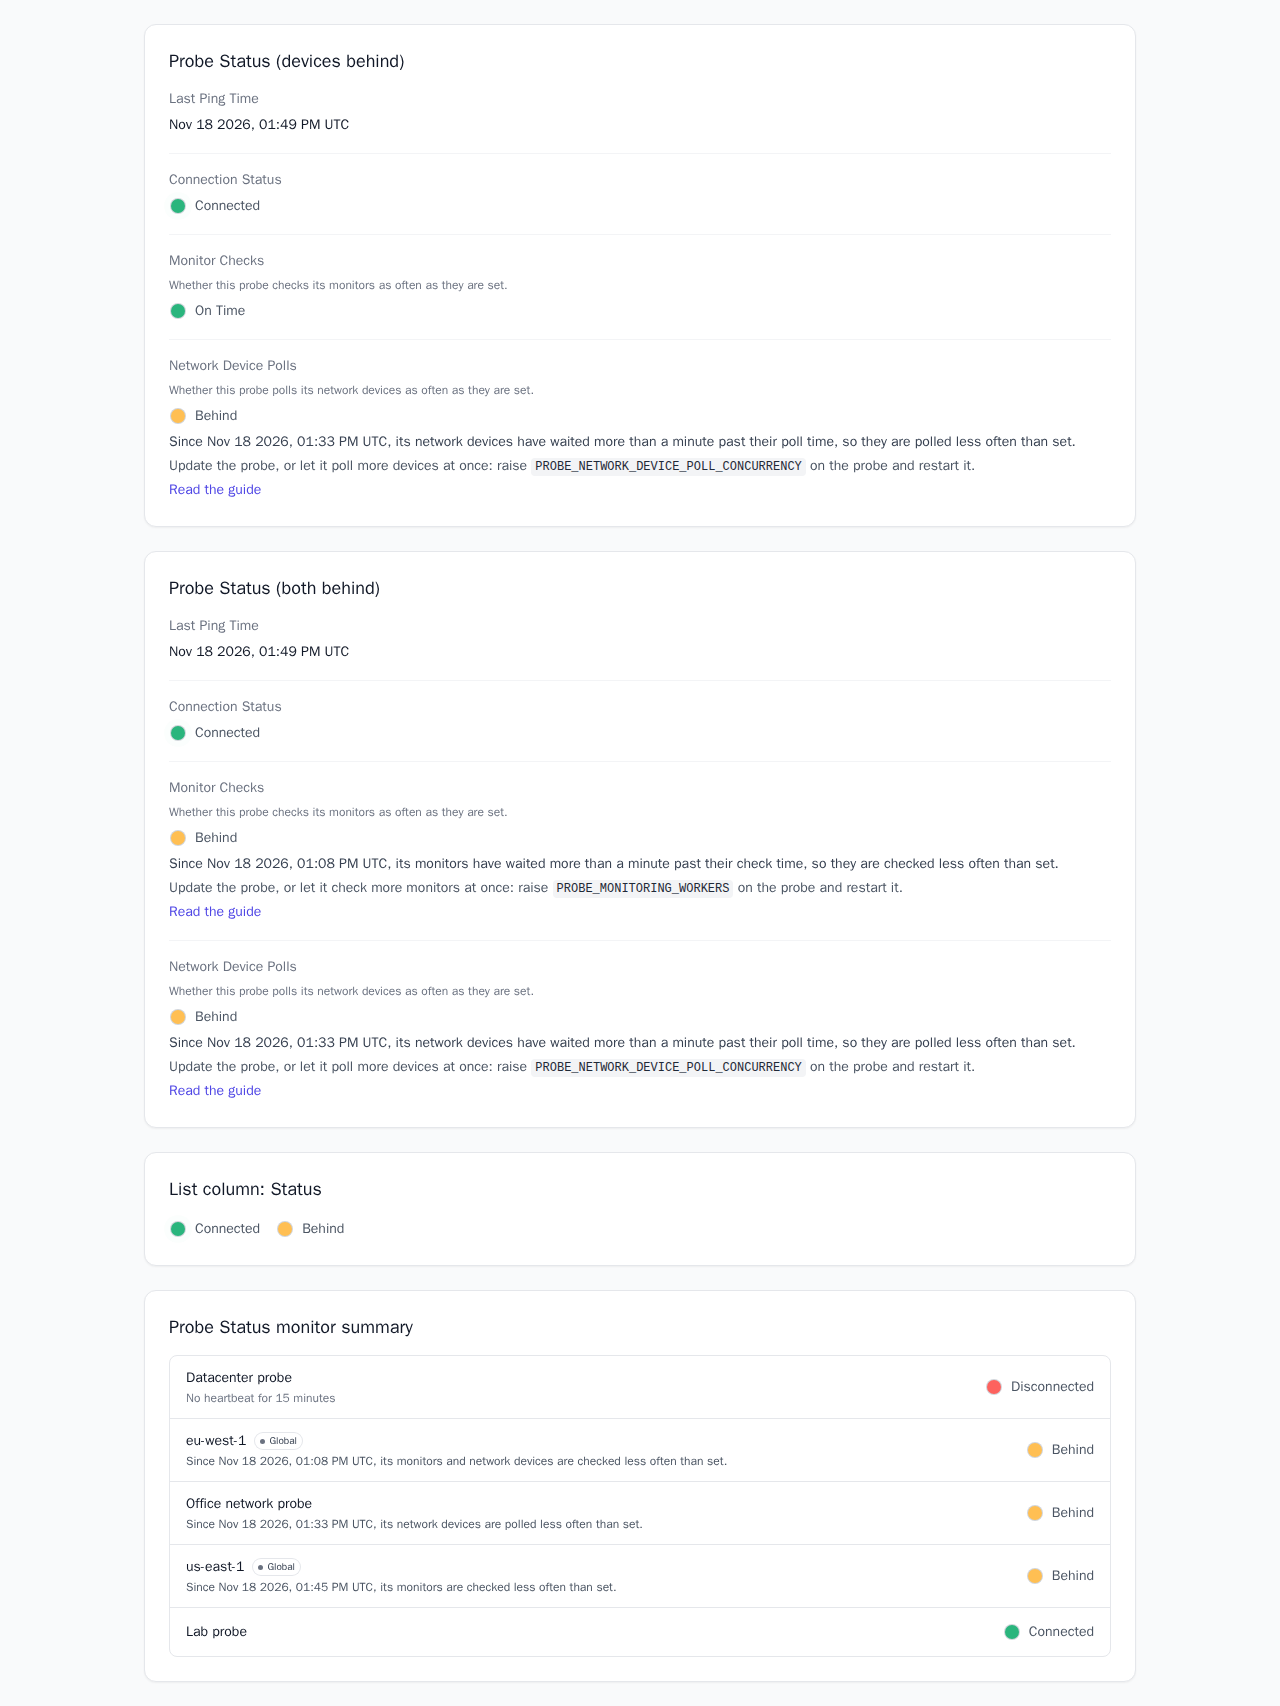 Probe Status (devices behind)
Last Ping Time
Nov 18 2026, 01:49 PM UTC
Connection Status
Connected
Monitor Checks
Whether this probe checks its monitors as often as they are set.
On Time
Network Device Polls
Whether this probe polls its network devices as often as they are set.
Behind
Since Nov 18 2026, 01:33 PM UTC, its network devices have waited more than a minute past their poll time, so they are polled less often than set.
Update the probe, or let it poll more devices at once: raise PROBE_NETWORK_DEVICE_POLL_CONCURRENCY on the probe and restart it.
Read the guide
Probe Status (both behind)
Last Ping Time
Nov 18 2026, 01:49 PM UTC
Connection Status
Connected
Monitor Checks
Whether this probe checks its monitors as often as they are set.
Behind
Since Nov 18 2026, 01:08 PM UTC, its monitors have waited more than a minute past their check time, so they are checked less often than set.
Update the probe, or let it check more monitors at once: raise PROBE_MONITORING_WORKERS on the probe and restart it.
Read the guide
Network Device Polls
Whether this probe polls its network devices as often as they are set.
Behind
Since Nov 18 2026, 01:33 PM UTC, its network devices have waited more than a minute past their poll time, so they are polled less often than set.
Update the probe, or let it poll more devices at once: raise PROBE_NETWORK_DEVICE_POLL_CONCURRENCY on the probe and restart it.
Read the guide
List column: Status
Connected Behind
Probe Status monitor summary
Datacenter probe
No heartbeat for 15 minutes
Disconnected
eu-west-1 Global
Since Nov 18 2026, 01:08 PM UTC, its monitors and network devices are checked less often than set.
Behind
Office network probe
Since Nov 18 2026, 01:33 PM UTC, its network devices are polled less often than set.
Behind
us-east-1 Global
Since Nov 18 2026, 01:45 PM UTC, its monitors are checked less often than set.
Behind
Lab probe
Connected